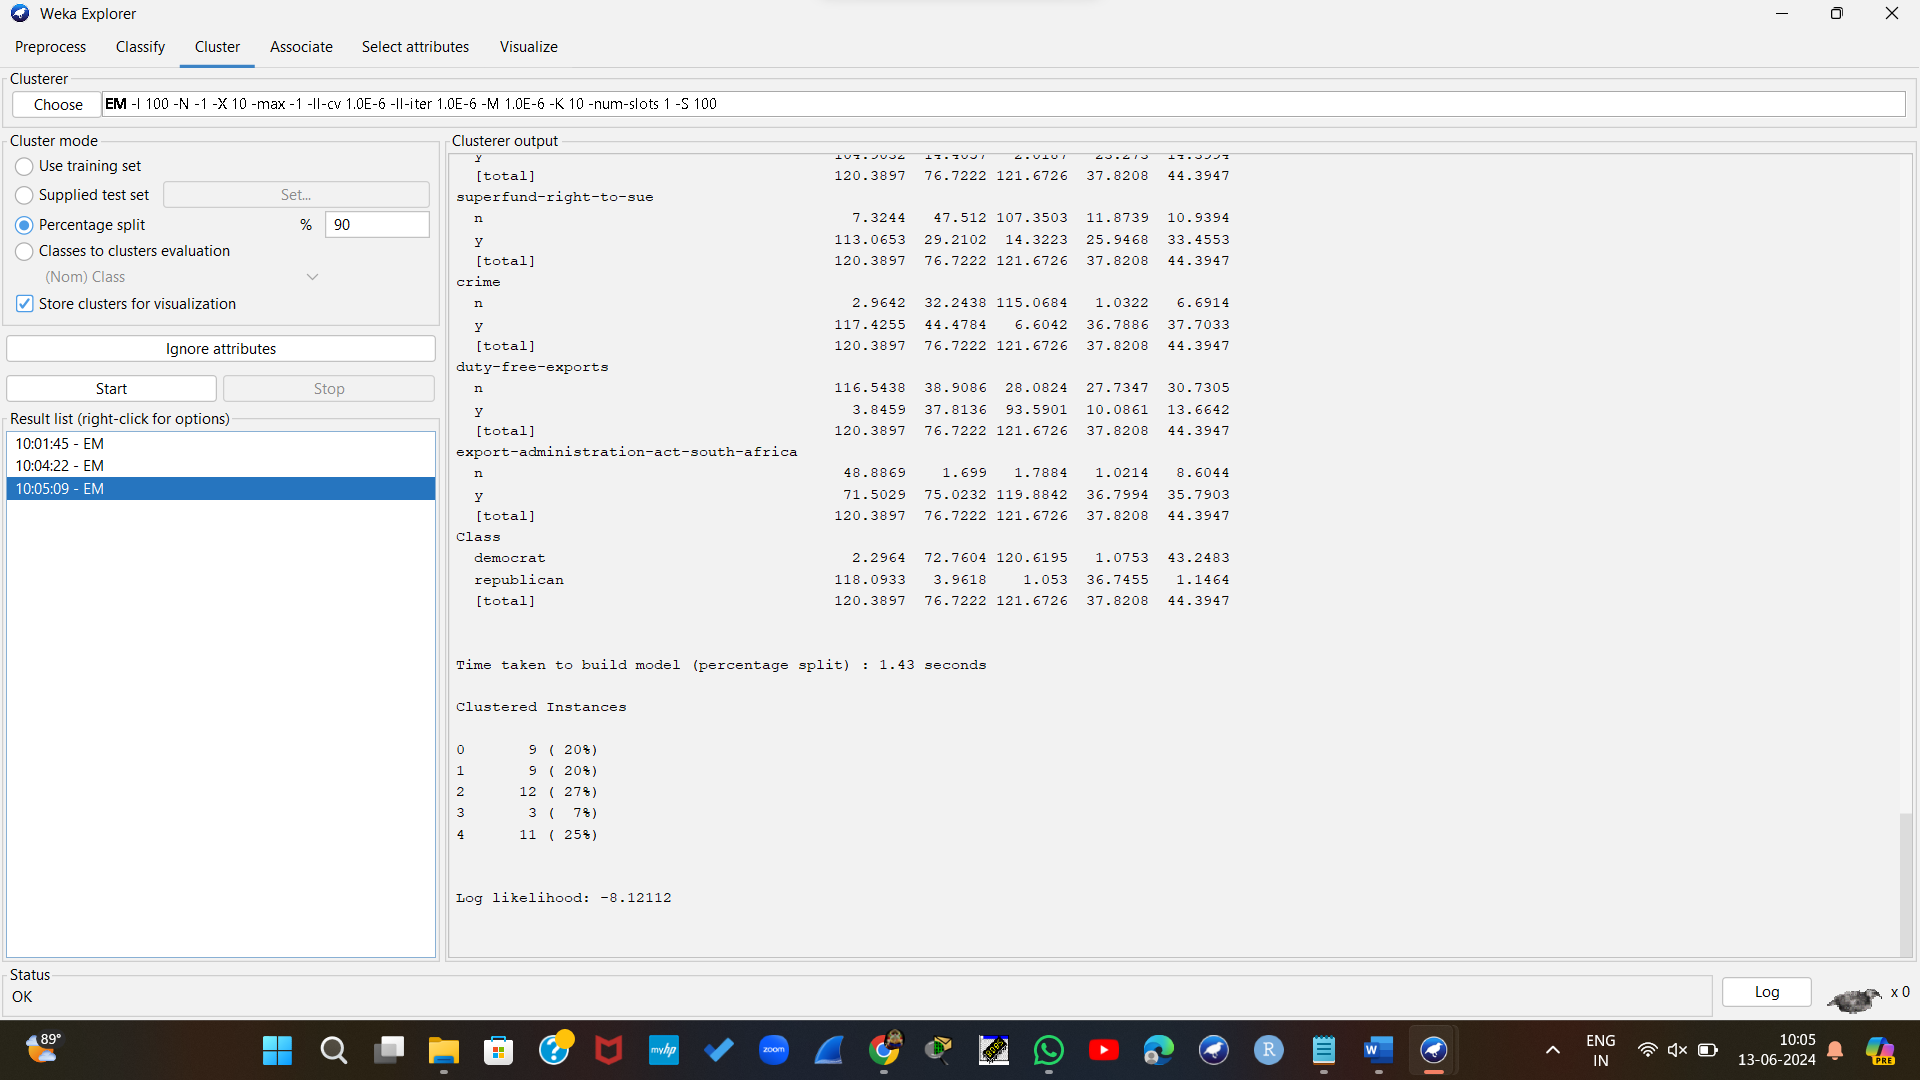 Weka Explorer
Preprocess Classify Cluster Associate Select attributes Visualize
Clusterer
Choose EM -I 100 -N -1 -X 10 -max -1 -ll-cv 1.0E-6 -ll-iter 1.0E-6 -M 1.0E-6 -K 10 -num-slots 1 -S 100
Cluster mode
Use training set
Supplied test set Set...
Percentage split % 90
Classes to clusters evaluation
(Nom) Class
Store clusters for visualization
Ignore attributes
Start Stop
Result list (right-click for options)
10:01:45 - EM
10:04:22 - EM
10:05:09 - EM
Clusterer output
y 104.9032 14.4057 2.0187 23.273 14.3994
[total] 120.3897 76.7222 121.6726 37.8208 44.3947
superfund-right-to-sue
n 7.3244 47.512 107.3503 11.8739 10.9394
y 113.0653 29.2102 14.3223 25.9468 33.4553
[total] 120.3897 76.7222 121.6726 37.8208 44.3947
crime
n 2.9642 32.2438 115.0684 1.0322 6.6914
y 117.4255 44.4784 6.6042 36.7886 37.7033
[total] 120.3897 76.7222 121.6726 37.8208 44.3947
duty-free-exports
n 116.5438 38.9086 28.0824 27.7347 30.7305
y 3.8459 37.8136 93.5901 10.0861 13.6642
[total] 120.3897 76.7222 121.6726 37.8208 44.3947
export-administration-act-south-africa
n 48.8869 1.699 1.7884 1.0214 8.6044
y 71.5029 75.0232 119.8842 36.7994 35.7903
[total] 120.3897 76.7222 121.6726 37.8208 44.3947
Class
democrat 2.2964 72.7604 120.6195 1.0753 43.2483
republican 118.0933 3.9618 1.053 36.7455 1.1464
[total] 120.3897 76.7222 121.6726 37.8208 44.3947
Time taken to build model (percentage split) : 1.43 seconds
Clustered Instances
0 9 ( 20%)
1 9 ( 20%)
2 12 ( 27%)
3 3 ( 7%)
4 11 ( 25%)
Log likelihood: -8.12112
Status
OK
Log
x 0
89°
myhp
zoom
R
W
ENG
IN
10:05
13-06-2024
PRE